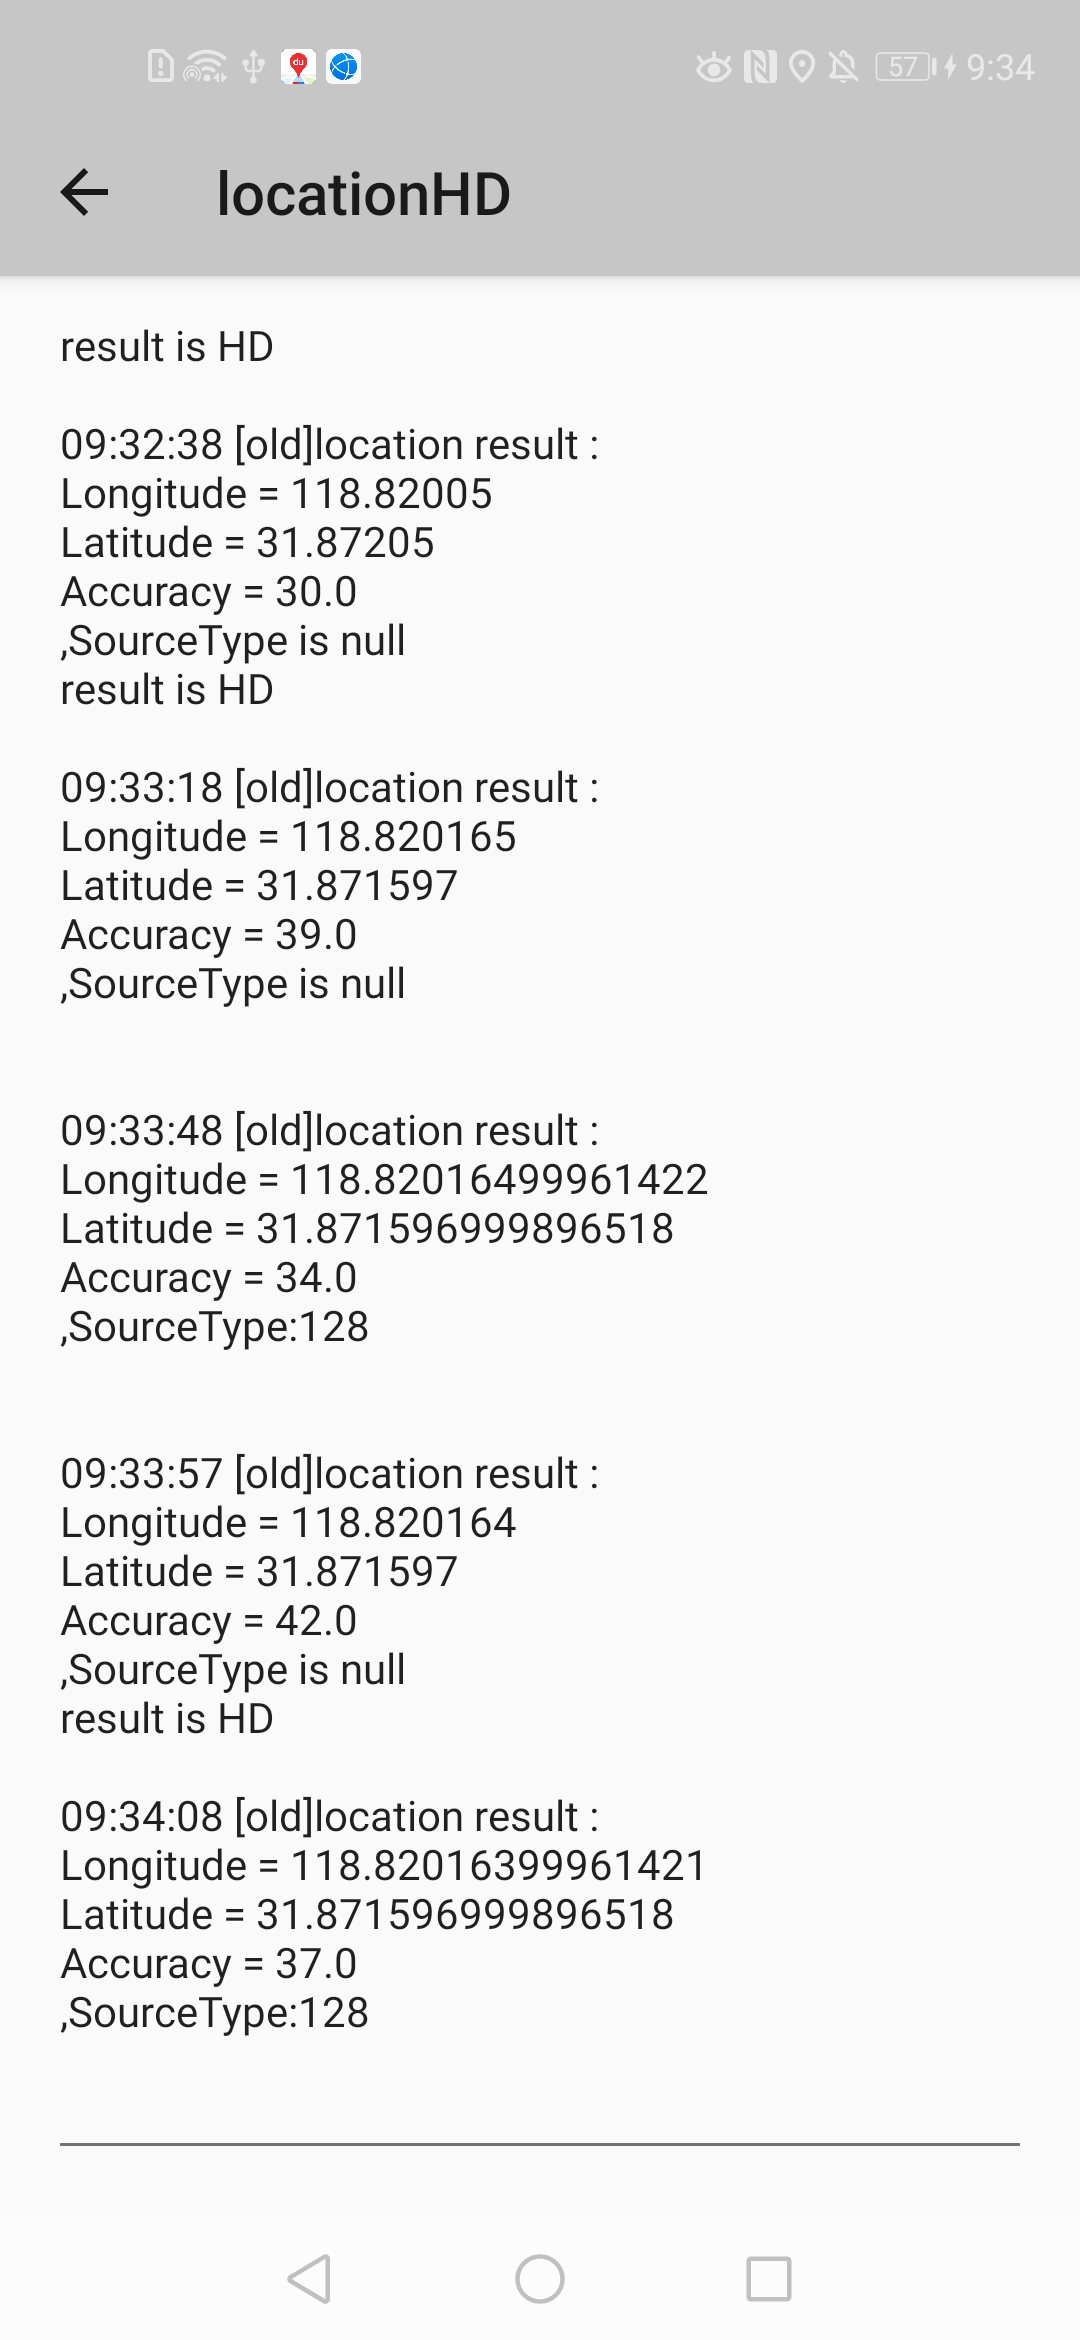 57 9:34
locationHD
result is HD
09:32:38 [old]location result :
Longitude = 118.82005
Latitude = 31.87205
Accuracy = 30.0
,SourceType is null
result is HD
09:33:18 [old]location result :
Longitude = 118.820165
Latitude = 31.871597
Accuracy = 39.0
,SourceType is null
09:33:48 [old]location result :
Longitude = 118.82016499961422
Latitude = 31.871596999896518
Accuracy = 34.0
,SourceType:128
09:33:57 [old]location result :
Longitude = 118.820164
Latitude = 31.871597
Accuracy = 42.0
,SourceType is null
result is HD
09:34:08 [old]location result :
Longitude = 118.82016399961421
Latitude = 31.871596999896518
Accuracy = 37.0
,SourceType:128